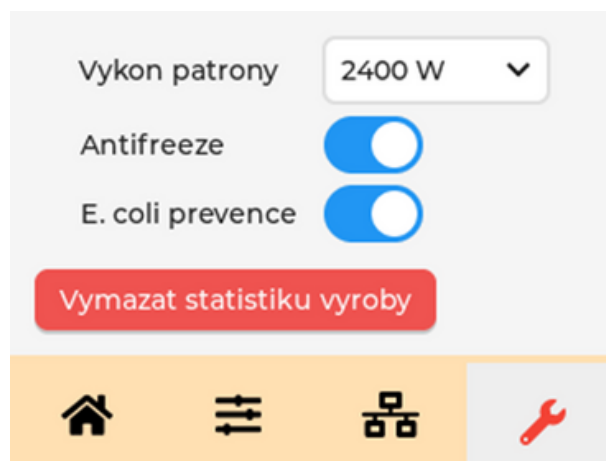 Vykon patrony 2400 W
Antifreeze
E. coli prevence
Vymazat statistiku vyroby